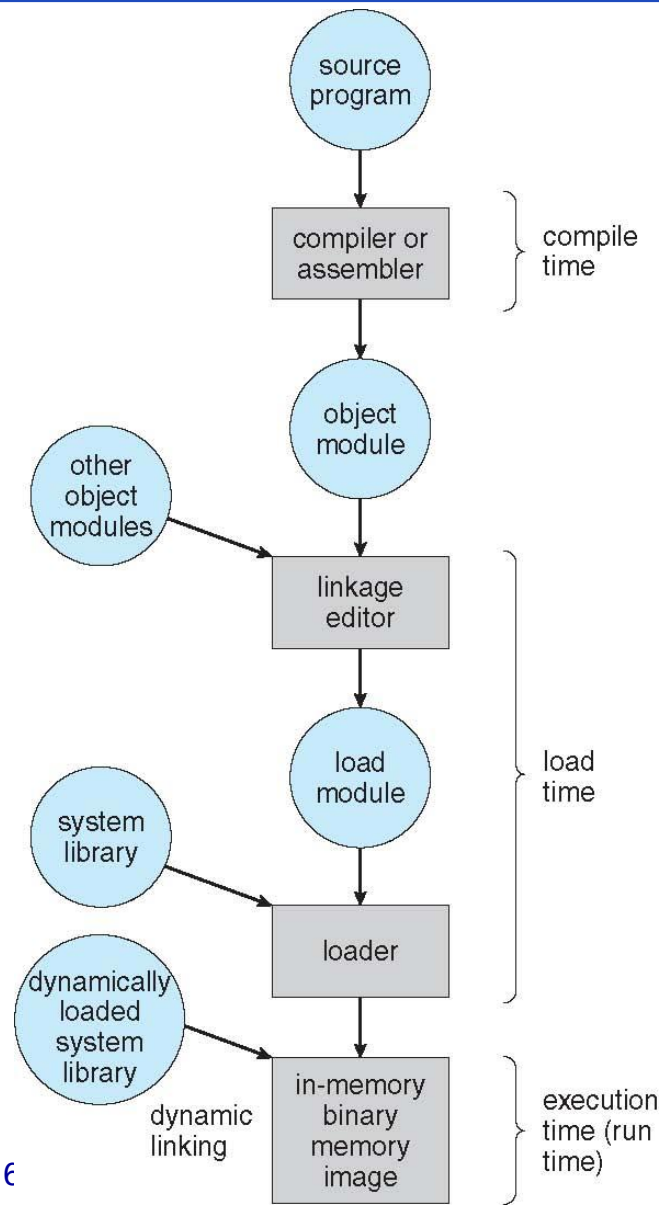 source
program
compiler or
assembler
compile
time
object
module
other
object
modules
linkage
editor
load
module
load
time
system
library
loader
dynamically
loaded
system
library
dynamic
linking
in-memory
binary
memory
image
execution
time (run
time)
6